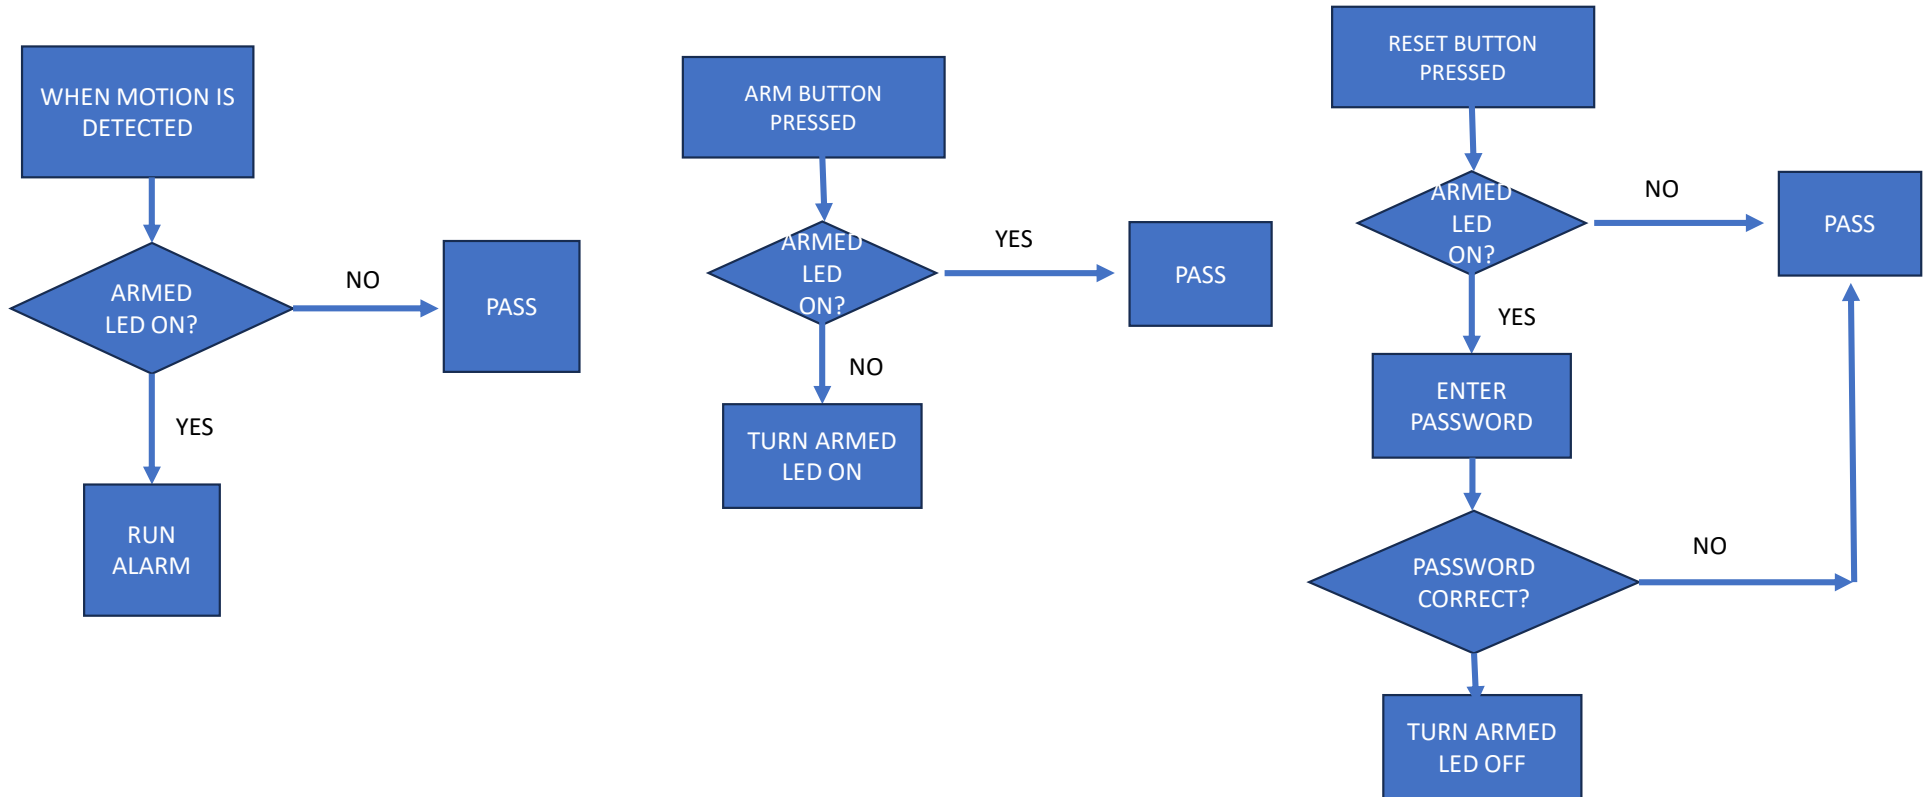 WHEN MOTION IS
DETECTED
ARMED
LED ON?
NO
PASS
YES
RUN
ALARM
ARM BUTTON
PRESSED
ARMED
LED
ON?
YES
PASS
NO
TURN ARMED
LED ON
RESET BUTTON
PRESSED
ARMED
LED
ON?
NO
PASS
YES
ENTER
PASSWORD
PASSWORD
CORRECT?
NO
TURN ARMED
LED OFF